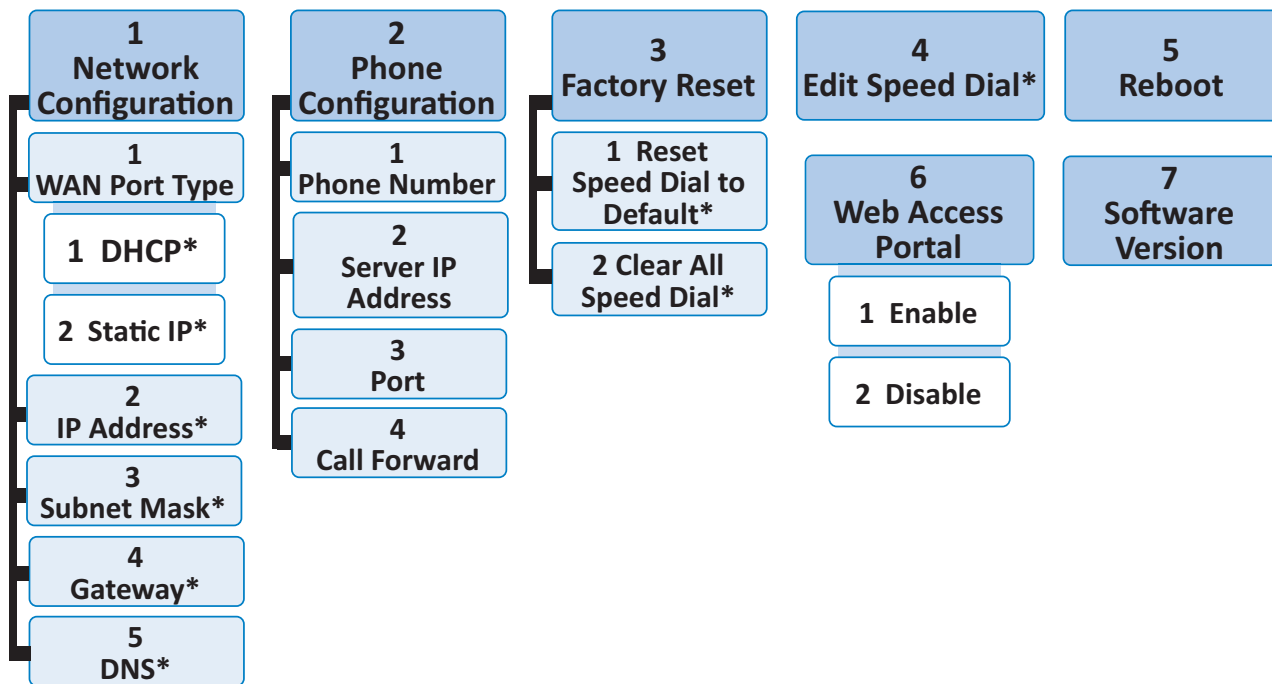 1
Network
Configuration
1
WAN Port Type
1 DHCP*
2 Static IP*
2
IP Address*
3
Subnet Mask*
4
Gateway*
5
DNS*
2
Phone
Configuration
1
Phone Number
2
Server IP
Address
3
Port
4
Call Forward
3
Factory Reset
1 Reset
Speed Dial to
Default*
2 Clear All
Speed Dial*
4
Edit Speed Dial*
5
Reboot
6
Web Access
Portal
1 Enable
2 Disable
7
Software
Version